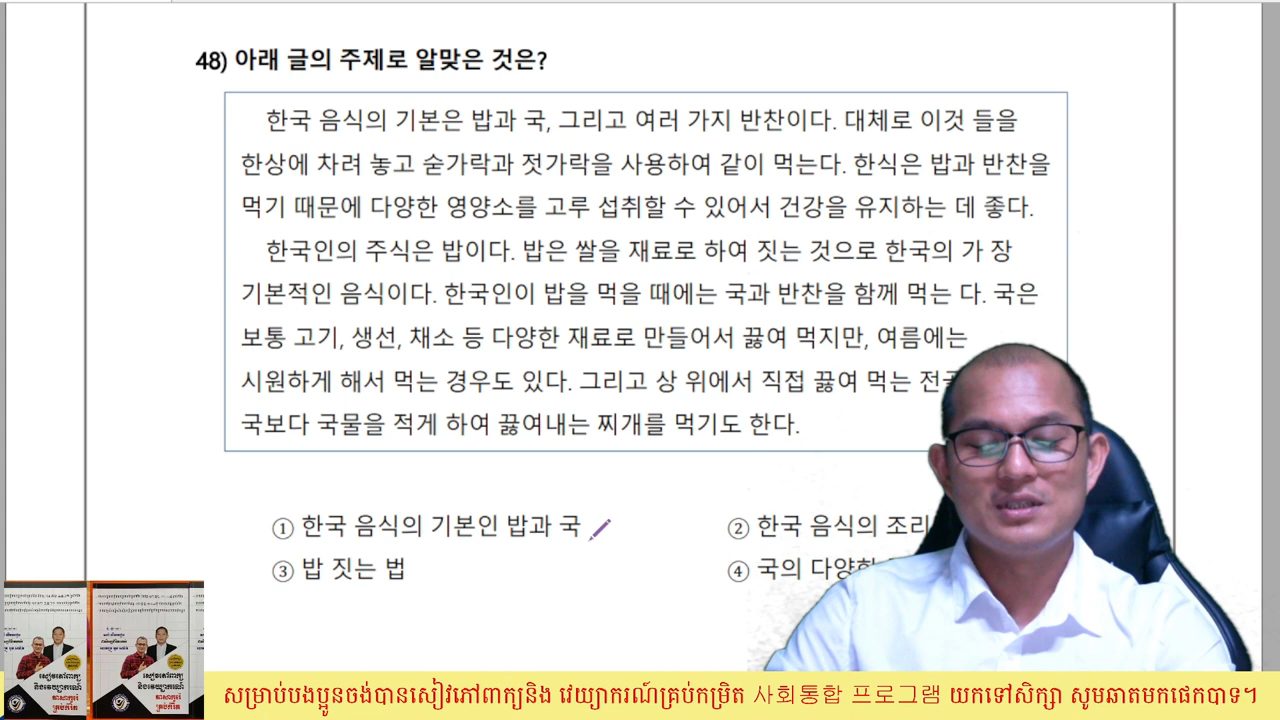 48) 아래 글의 주제로 알맞은 것은?
한국 음식의 기본은 밥과 국, 그리고 여러 가지 반찬이다. 대체로 이것 들을
한상에 차려 놓고 숟가락과 젓가락을 사용하여 같이 먹는다. 한식은 밥과 반찬을
먹기 때문에 다양한 영양소를 고루 섭취할 수 있어서 건강을 유지하는 데 좋다.
한국인의 주식은 밥이다. 밥은 쌀을 재료로 하여 짓는 것으로 한국의 가 장
기본적인 음식이다. 한국인이 밥을 먹을 때에는 국과 반찬을 함께 먹는 다. 국은
보통 고기, 생선, 채소 등 다양한 재료로 만들어서 끓여 먹지만, 여름에는
시원하게 해서 먹는 경우도 있다. 그리고 상 위에서 직접 끓여 먹는
국보다 국물을 적게 하여 끓여내는 찌개를 먹기도 한다.
① 한국 음식의 기본인 밥과 국 ② 한국 음식의 조리
③ 밥 짓는 법 ④ 국의 다양한
សម្រាប់បងប្អូនចង់បានសៀវភៅពាក្យនិង វេយ្យាករណ៍គ្រប់កម្រិត 사회통합 프로그램 យកទៅសិក្សា សូមឆាតមកផេកបាទ។